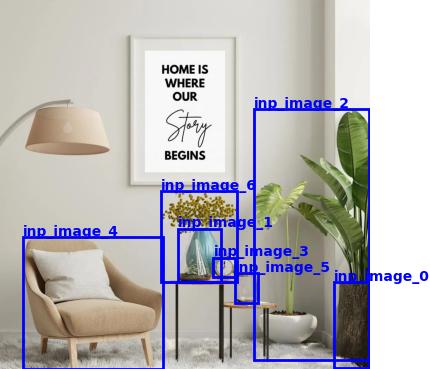 HOME IS
WHERE
OUR
Story
BEGINS
inp_image_2
inp_image_6
inp_image_1
inp_image_4
inp_image_3
inp_image_5
inp_image_0